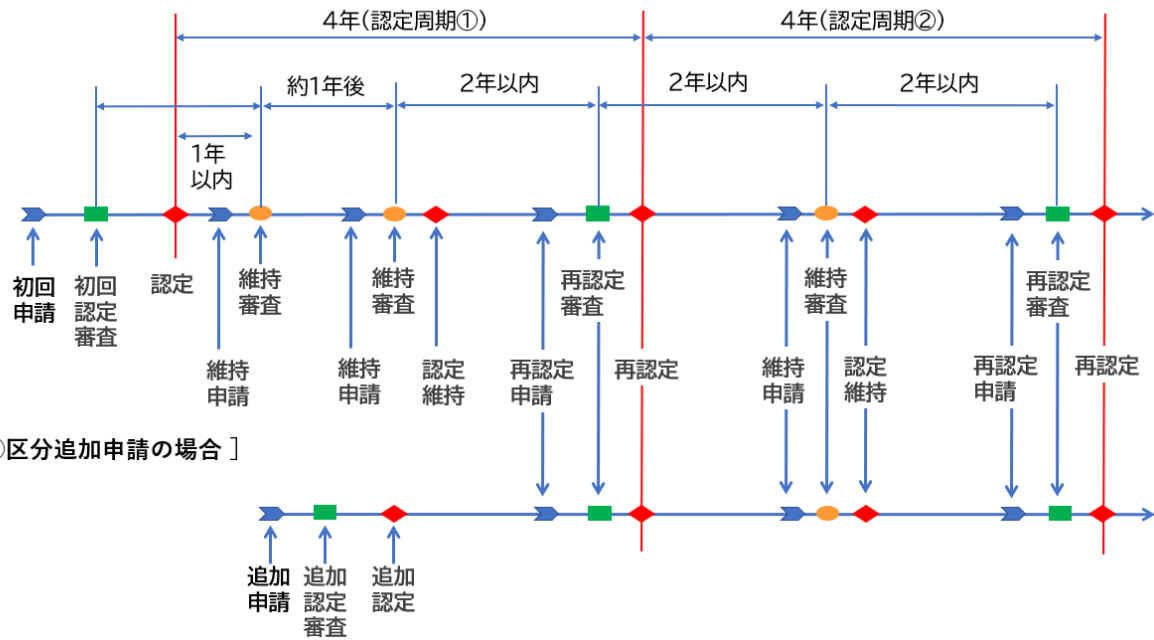 4年(認定周期①)
4年(認定周期②)
約1年後
2年以内
2年以内
2年以内
1年
以内
初回
申請
初回
認定
審査
認定
維持
審査
維持
審査
再認定
審査
維持
審査
再認定
審査
維持
申請
維持
申請
認定
維持
再認定
申請
再認定
維持
申請
認定
維持
再認定
申請
再認定
区分追加申請の場合 ]
追加
申請
追加
認定
審査
追加
認定